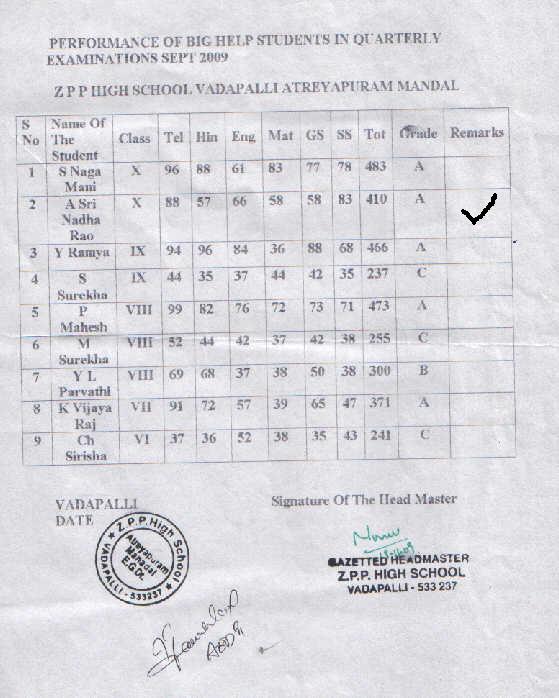 PERFORMANCE OF BIG HELP STUDENTS IN QUARTERLY
EXAMINATIONS SEPT 2009
Z P P HIGH SCHOOL VADAPALLI ATREYAPURAM MANDAL
S No Name Of The Student Class Tel Hin Eng Mat GS SS Tot Grade Remarks
1 S Naga Mani X 96 88 61 83 77 78 483 A
2 A Sri Nadha Rao X 88 57 66 58 58 83 410 A
3 Y Ramya IX 94 96 84 36 88 68 466 A
4 S Surekha IX 44 35 37 44 42 35 237 C
5 P Mahesh VIII 99 82 76 72 73 71 473 A
6 M Surekha VIII 52 44 42 37 42 38 255 C
7 Y L Parvathi VIII 69 68 37 38 50 38 300 B
8 K Vijaya Raj VII 91 72 57 39 65 47 371 A
9 Ch Sirisha VI 37 36 52 38 35 43 241 C
VADAPALLI
DATE
Signature Of The Head Master
Z.P.P. High School
Atreyapuram
Mandal
E.G.Dt.
VADAPALLI - 533237
GAZETTED HEADMASTER
Z.P.P. HIGH SCHOOL
VADAPALLI - 533 237